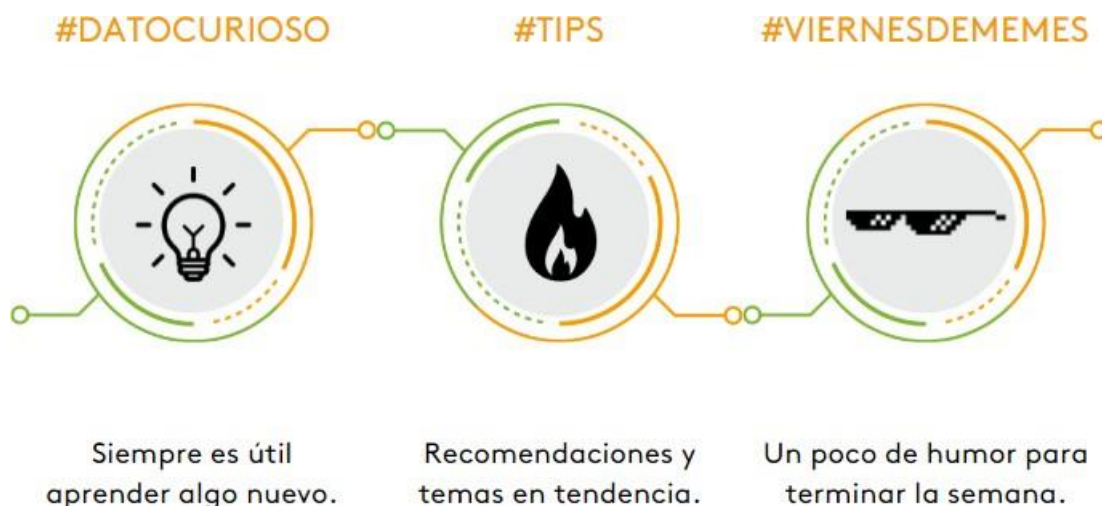 #DATOCURIOSO
#TIPS
#VIERNESDEMEMES
Siempre es útil
aprender algo nuevo.
Recomendaciones y
temas en tendencia.
Un poco de humor para
terminar la semana.